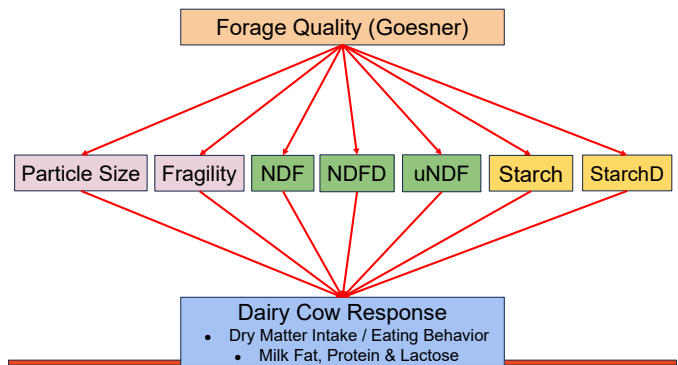 Forage Quality (Goesner)
Particle Size Fragility NDF NDFD uNDF Starch StarchD
Dairy Cow Response
● Dry Matter Intake / Eating Behavior
● Milk Fat, Protein & Lactose